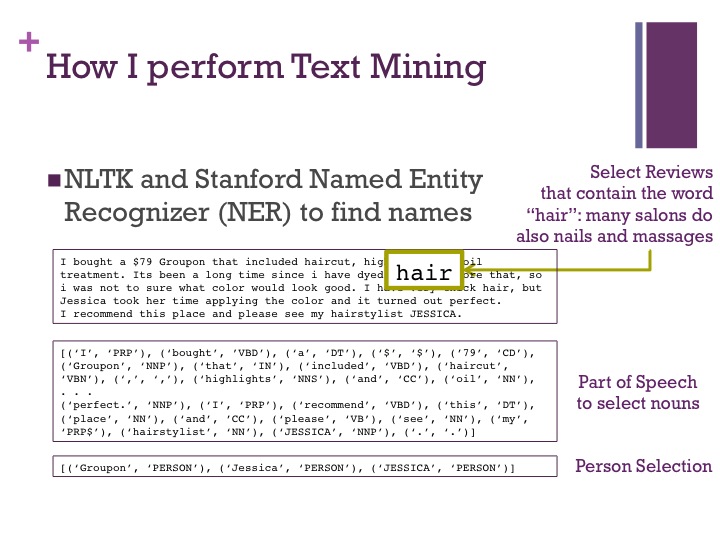 +
How I perform Text Mining
NLTK and Stanford Named Entity
Recognizer (NER) to find names
Select Reviews
that contain the word
“hair”: many salons do
also nails and massages
I bought a $79 Groupon that included haircut, oil
treatment. Its been a long time since i have dyed that, so
i was not to sure what color would look good. I hair, but
Jessica took her time applying the color and it turned out perfect.
I recommend this place and please see my hairstylist JESSICA.
hair
[(‘I’, ‘PRP’), (‘bought’, ‘VBD’), (‘a’, ‘DT’), (‘$’, ‘$’), (’79’, ‘CD’),
(‘Groupon’, ‘NNP’), (‘that’, ‘IN’), (‘included’, ‘VBD’), (‘haircut’,
‘VBN’), (‘,’, ‘,’), (‘highlights’, ‘NNS’), (‘and’, ‘CC’), (‘oil’, ‘NN’),
. . .
(‘perfect.’, ‘NNP’), (‘I’, ‘PRP’), (‘recommend’, ‘VBD’), (‘this’, ‘DT’),
(‘place’, ‘NN’), (‘and’, ‘CC’), (‘please’, ‘VB’), (‘see’, ‘NN’), (‘my’,
‘PRP$’), (‘hairstylist’, ‘NN’), (‘JESSICA’, ‘NNP’), (‘.’, ‘.’)]
Part of Speech
to select nouns
[(‘Groupon’, ‘PERSON’), (‘Jessica’, ‘PERSON’), (‘JESSICA’, ‘PERSON’)]
Person Selection